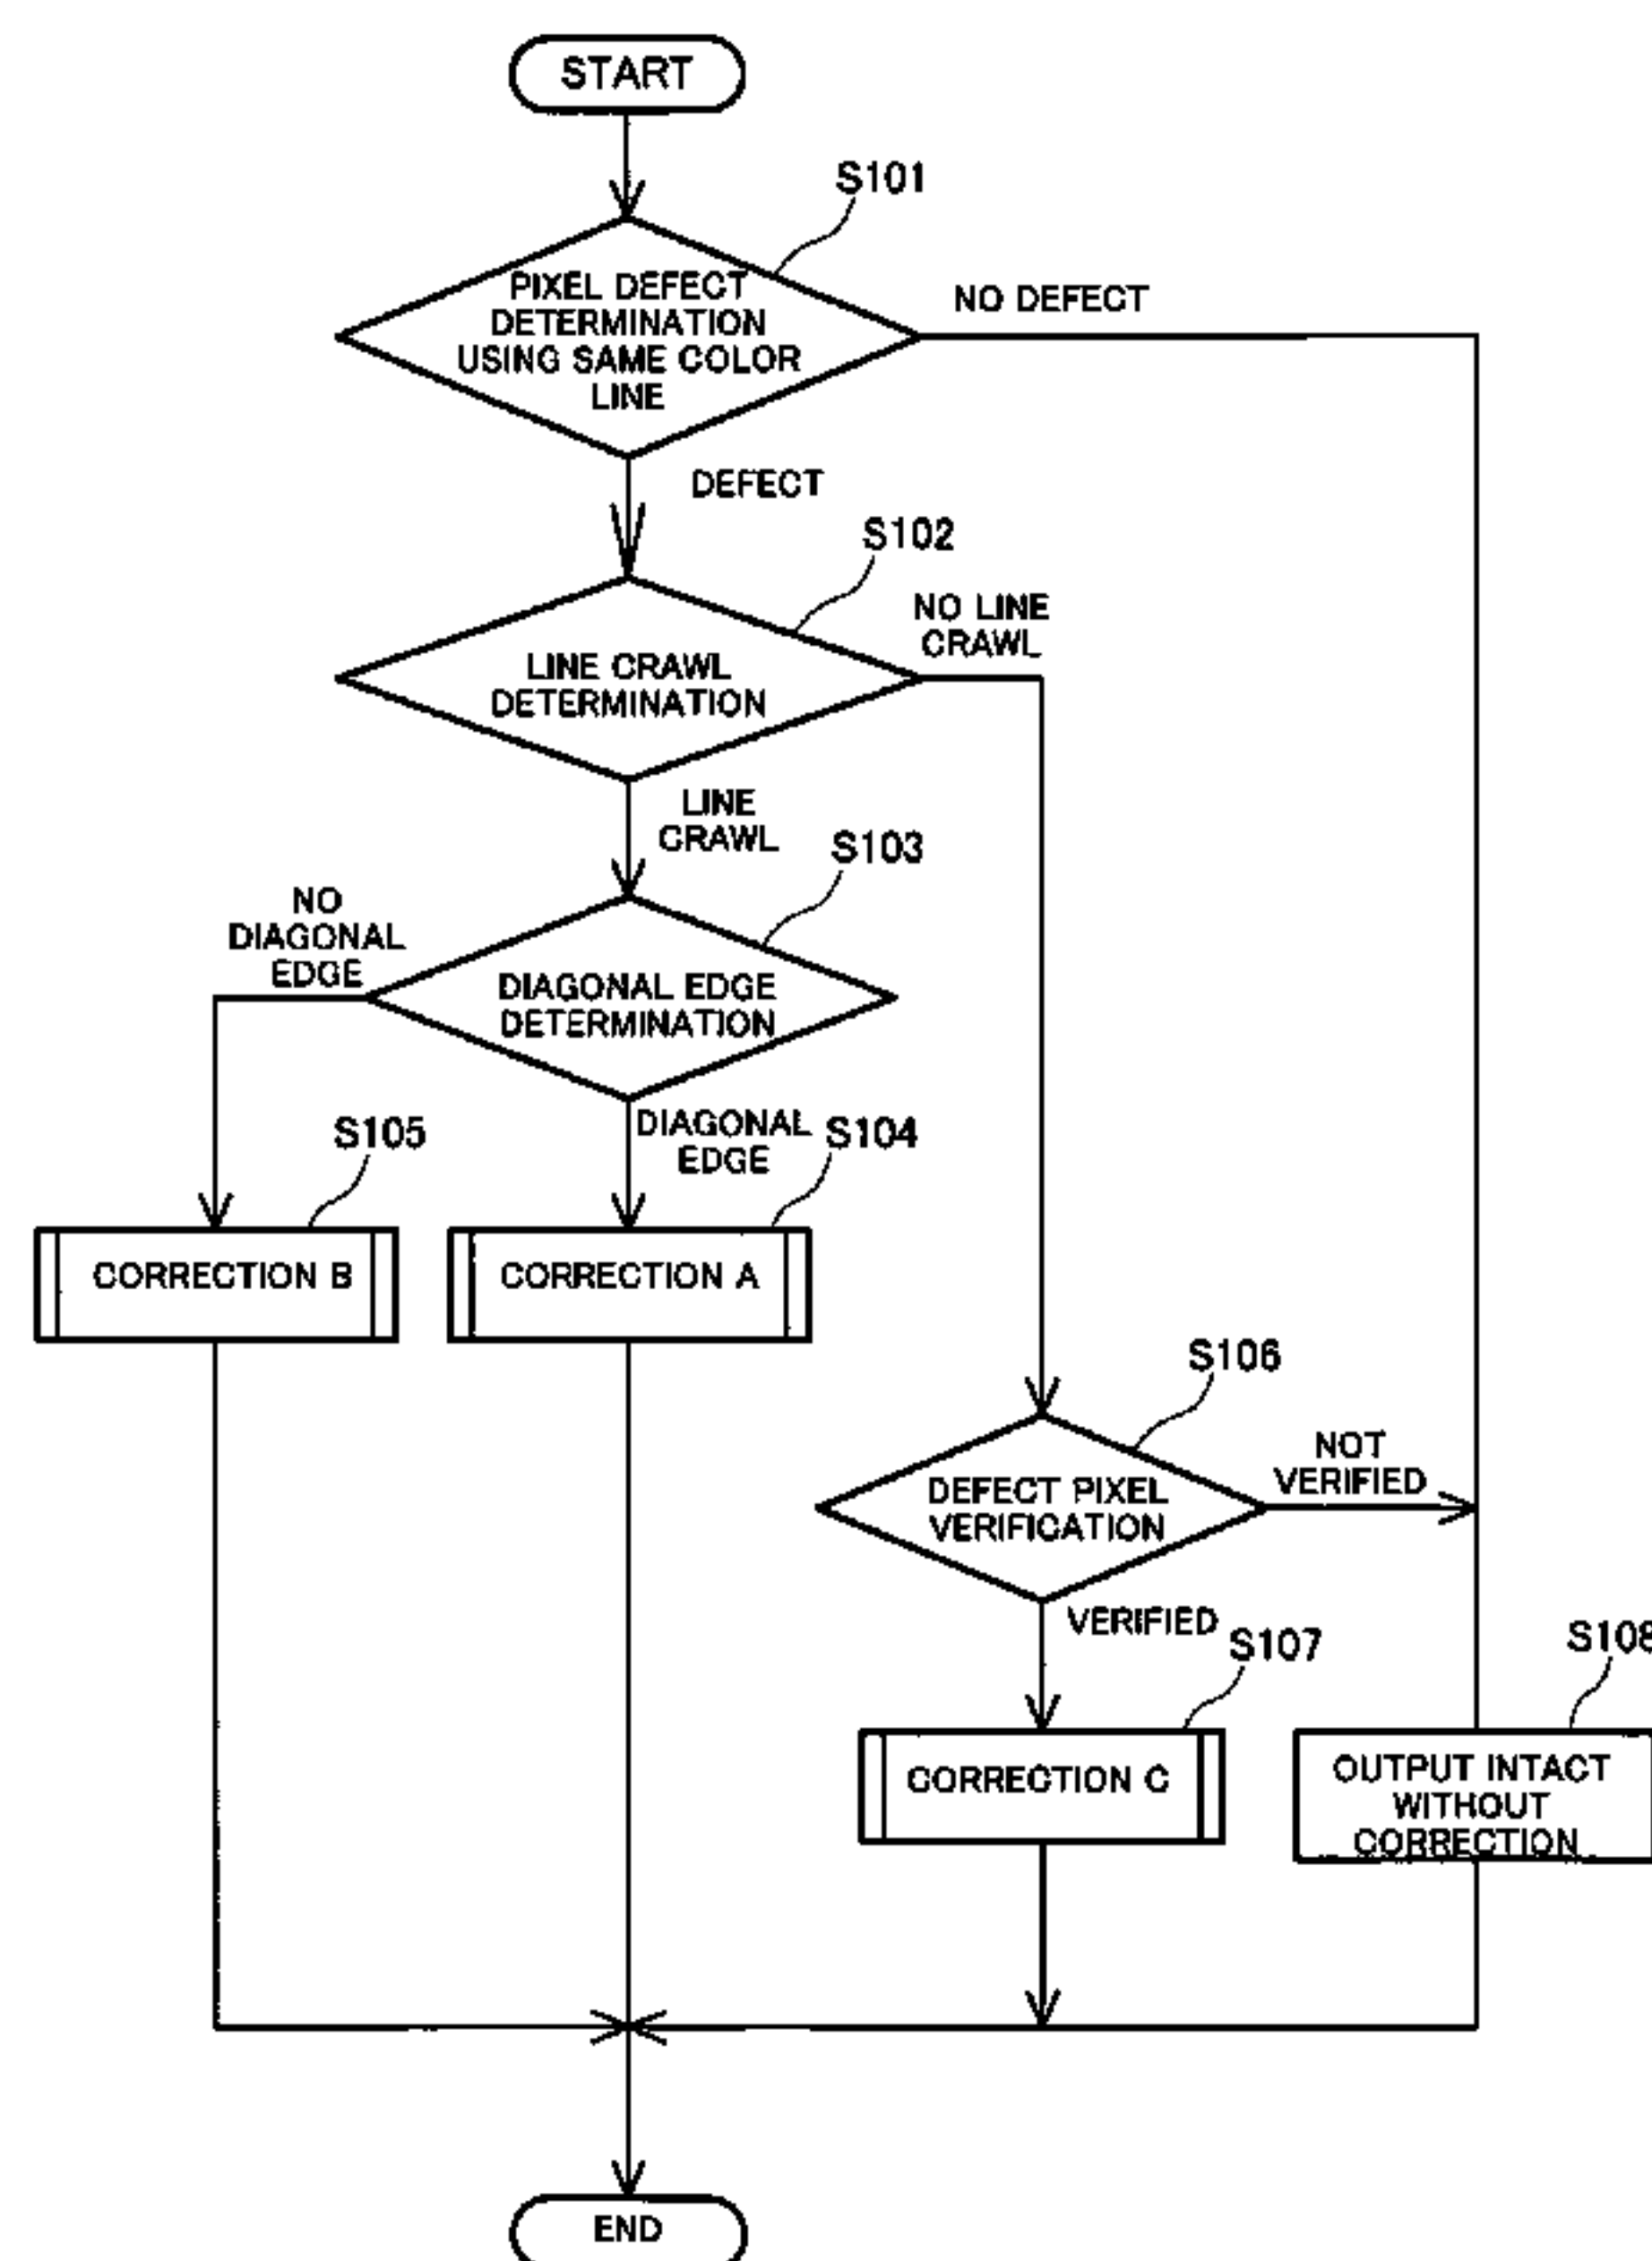 START
S101
PIXEL DEFECT
DETERMINATION
USING SAME COLOR
LINE
NO DEFECT
DEFECT
S102
NO LINE
CRAWL
LINE CRAWL
DETERMINATION
LINE
CRAWL
S103
NO
DIAGONAL
EDGE
DIAGONAL EDGE
DETERMINATION
S105
DIAGONAL
EDGE
S104
CORRECTION B
CORRECTION A
S106
NOT
VERIFIED
DEFECT PIXEL
VERIFICATION
VERIFIED
S107
S108
CORRECTION C
OUTPUT INTACT
WITHOUT
CORRECTION
END